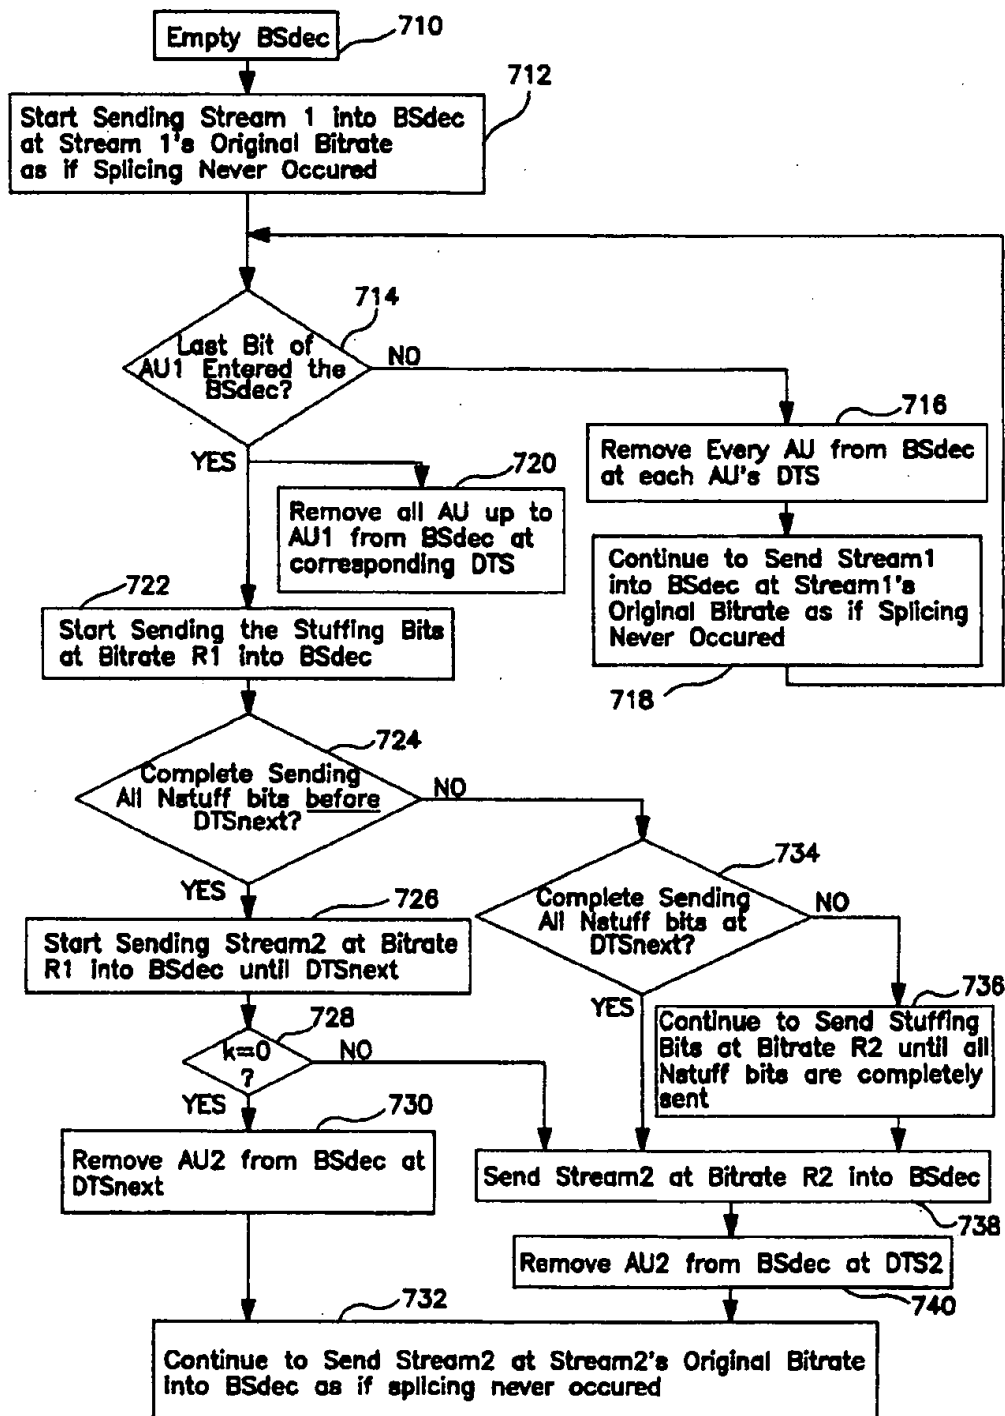 Empty BSdec
710
712
Start Sending Stream 1 into BSdec
at Stream 1's Original Bitrate
as if Splicing Never Occured
714
Last Bit of
AU1 Entered the
BSdec?
NO
YES
716
Remove Every AU from BSdec
at each AU's DTS
720
Remove all AU up to
AU1 from BSdec at
corresponding DTS
Continue to Send Stream1
into BSdec at Stream1's
Original Bitrate as if Splicing
Never Occured
718
722
Start Sending the Stuffing Bits
at Bitrate R1 into BSdec
724
Complete Sending
All Nstuff bits before
DTSnext?
NO
YES
734
Complete Sending
All Nstuff bits at
DTSnext?
NO
YES
726
Start Sending Stream2 at Bitrate
R1 into BSdec until DTSnext
736
Continue to Send Stuffing
Bits at Bitrate R2 until all
Nstuff bits are completely
sent
728
k=0
?
NO
YES
730
Remove AU2 from BSdec at
DTSnext
Send Stream2 at Bitrate R2 into BSdec
738
Remove AU2 from BSdec at DTS2
740
732
Continue to Send Stream2 at Stream2's Original Bitrate
into BSdec as if splicing never occured